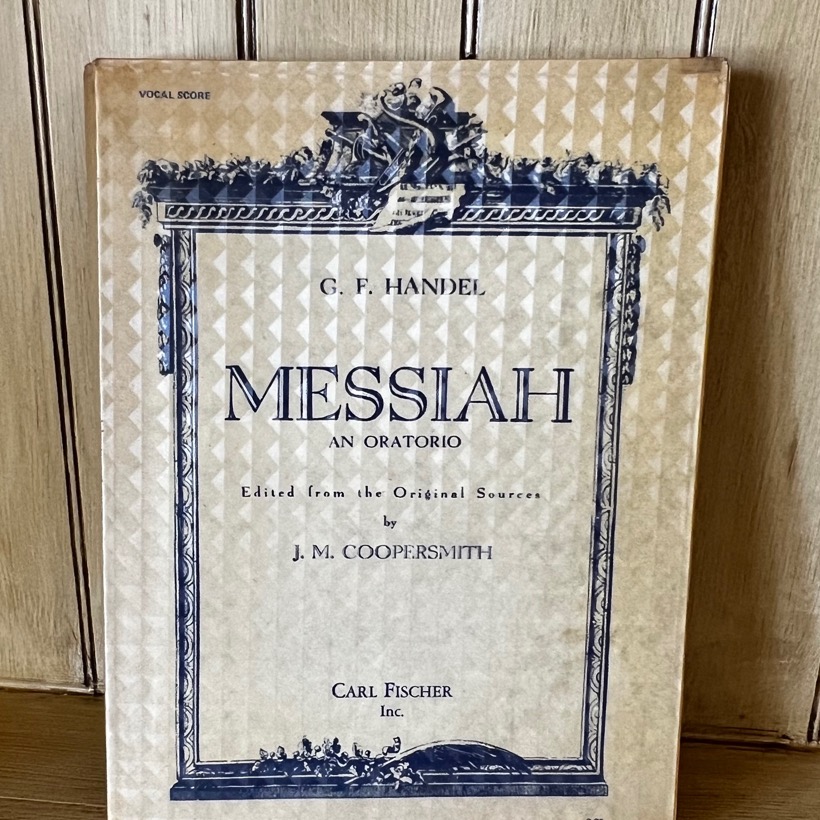 VOCAL SCORE
G. F. HANDEL
MESSIAH
AN ORATORIO
Edited from the Original Sources
by
J. M. COOPERSMITH
CARL FISCHER
Inc.